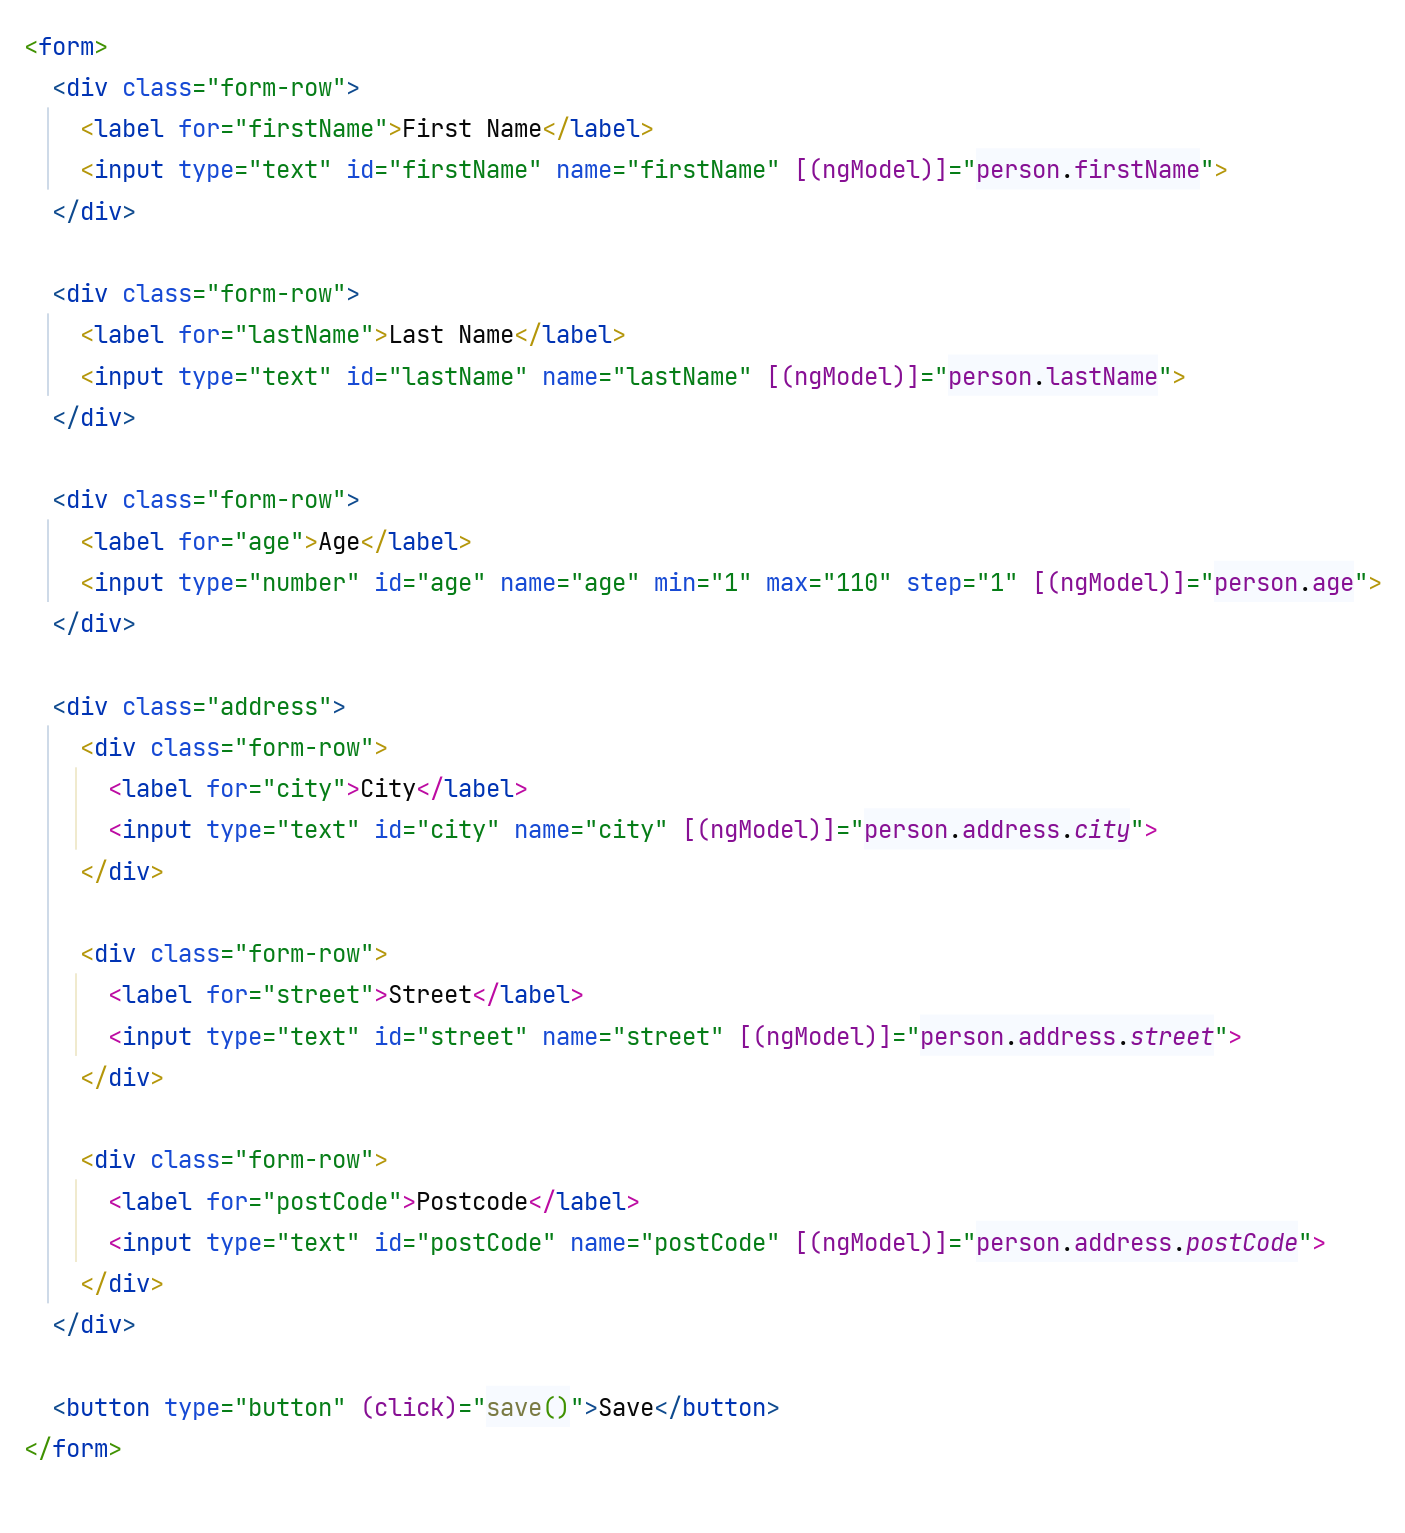 <form>
  <div class="form-row">
    <label for="firstName">First Name</label>
    <input type="text" id="firstName" name="firstName" [(ngModel)]="person.firstName">
  </div>

  <div class="form-row">
    <label for="lastName">Last Name</label>
    <input type="text" id="lastName" name="lastName" [(ngModel)]="person.lastName">
  </div>

  <div class="form-row">
    <label for="age">Age</label>
    <input type="number" id="age" name="age" min="1" max="110" step="1" [(ngModel)]="person.age">
  </div>

  <div class="address">
    <div class="form-row">
      <label for="city">City</label>
      <input type="text" id="city" name="city" [(ngModel)]="person.address.city">
    </div>

    <div class="form-row">
      <label for="street">Street</label>
      <input type="text" id="street" name="street" [(ngModel)]="person.address.street">
    </div>

    <div class="form-row">
      <label for="postCode">Postcode</label>
      <input type="text" id="postCode" name="postCode" [(ngModel)]="person.address.postCode">
    </div>
  </div>

  <button type="button" (click)="save()">Save</button>
</form>